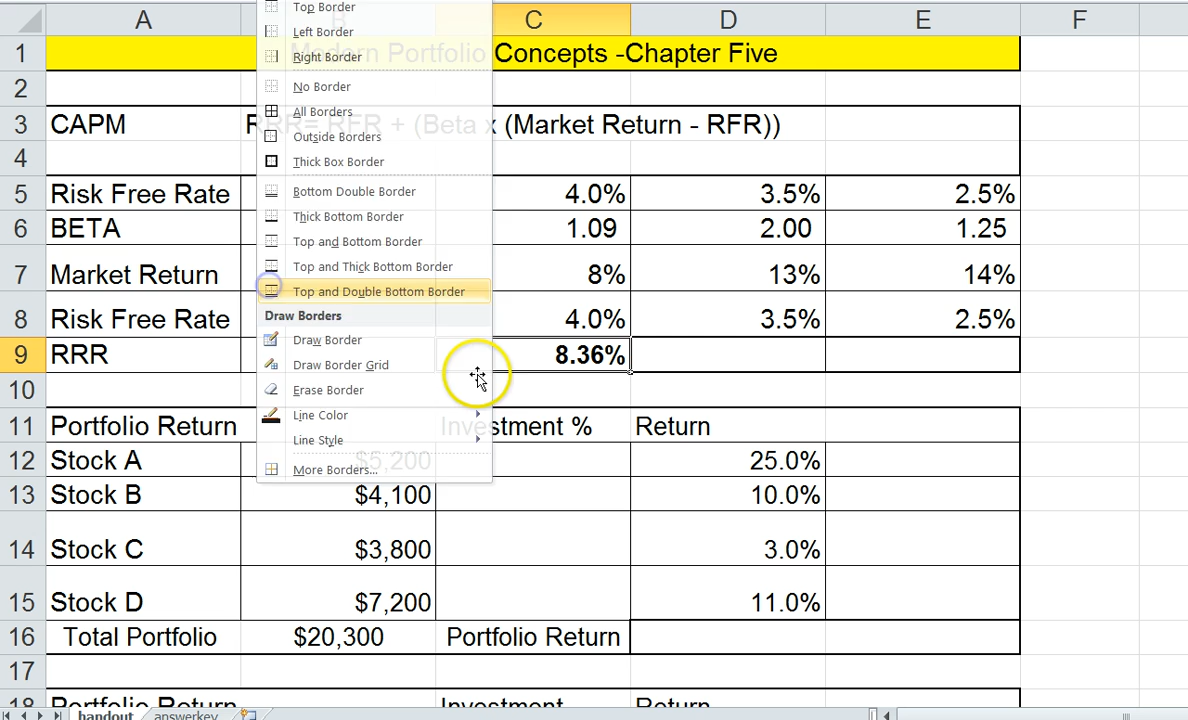 A C D E F
1 Modern Portfolio Concepts -Chapter Five
2
3 CAPM RRR= RFR + (Beta x (Market Return - RFR))
4
5 Risk Free Rate 4.0% 3.5% 2.5%
6 BETA 1.09 2.00 1.25
7 Market Return 8% 13% 14%
8 Risk Free Rate 4.0% 3.5% 2.5%
9 RRR 8.36%
10
11 Portfolio Return Investment % Return
12 Stock A $5,200 25.0%
13 Stock B $4,100 10.0%
14 Stock C $3,800 3.0%
15 Stock D $7,200 11.0%
16 Total Portfolio $20,300 Portfolio Return
17
18 Portfolio Return Investment Return
handout answerkey
Top Border
Left Border
Right Border
No Border
All Borders
Outside Borders
Thick Box Border
Bottom Double Border
Thick Bottom Border
Top and Bottom Border
Top and Thick Bottom Border
Top and Double Bottom Border
Draw Borders
Draw Border
Draw Border Grid
Erase Border
Line Color
Line Style
More Borders...